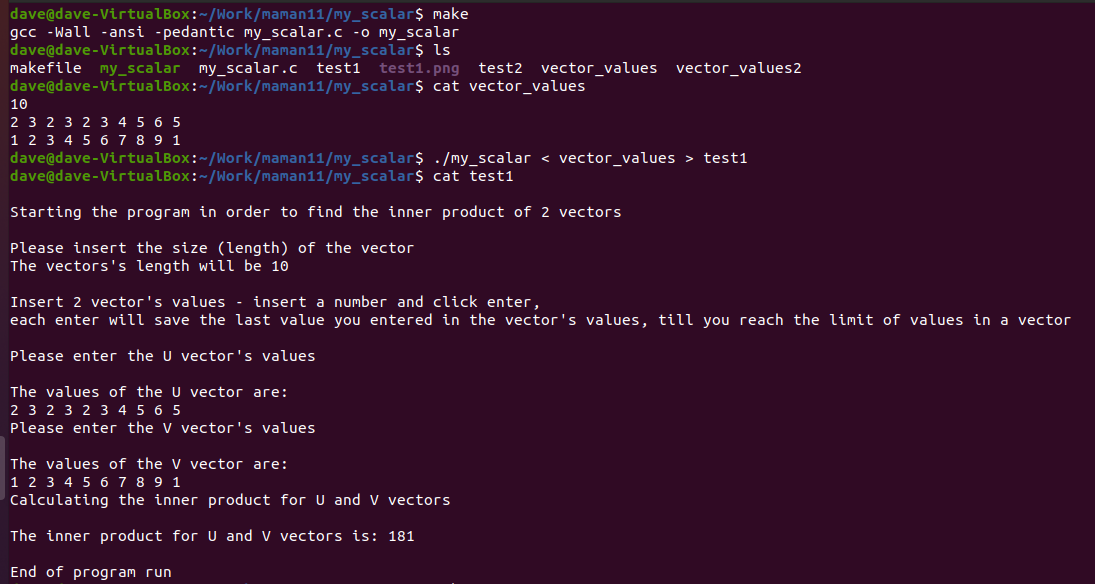 dave@dave-VirtualBox:~/Work/maman11/my_scalar$ make
gcc -Wall -ansi -pedantic my_scalar.c -o my_scalar
dave@dave-VirtualBox:~/Work/maman11/my_scalar$ ls
makefile  my_scalar  my_scalar.c  test1  test1.png  test2  vector_values  vector_values2
dave@dave-VirtualBox:~/Work/maman11/my_scalar$ cat vector_values
10
2 3 2 3 2 3 4 5 6 5
1 2 3 4 5 6 7 8 9 1
dave@dave-VirtualBox:~/Work/maman11/my_scalar$ ./my_scalar < vector_values > test1
dave@dave-VirtualBox:~/Work/maman11/my_scalar$ cat test1
Starting the program in order to find the inner product of 2 vectors
Please insert the size (length) of the vector
The vectors's length will be 10
Insert 2 vector's values - insert a number and click enter,
each enter will save the last value you entered in the vector's values, till you reach the limit of values in a vector
Please enter the U vector's values
The values of the U vector are:
2 3 2 3 2 3 4 5 6 5
Please enter the V vector's values
The values of the V vector are:
1 2 3 4 5 6 7 8 9 1
Calculating the inner product for U and V vectors
The inner product for U and V vectors is: 181
End of program run